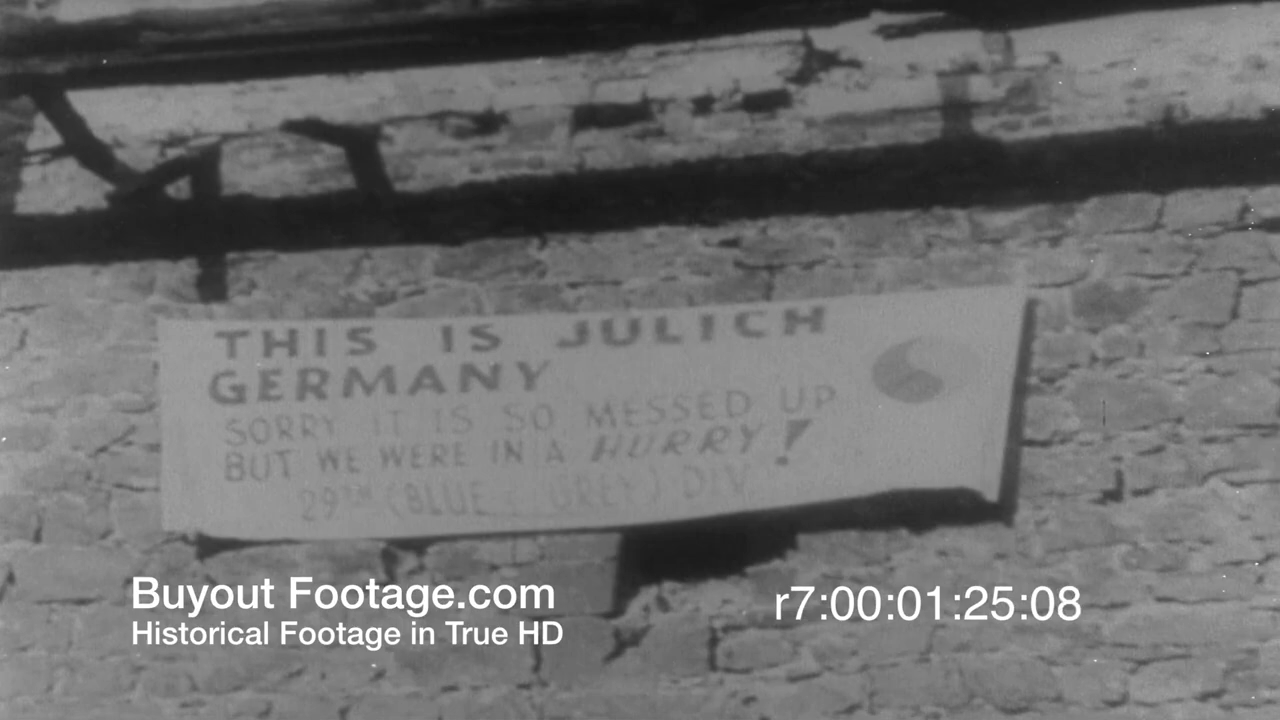 THIS IS JULICH
GERMANY
SORRY IT IS SO MESSED UP
BUT WE WERE IN A HURRY!
29TH (BLUE GREY) DIV
Buyout Footage.com
Historical Footage in True HD
r7:00:01:25:08